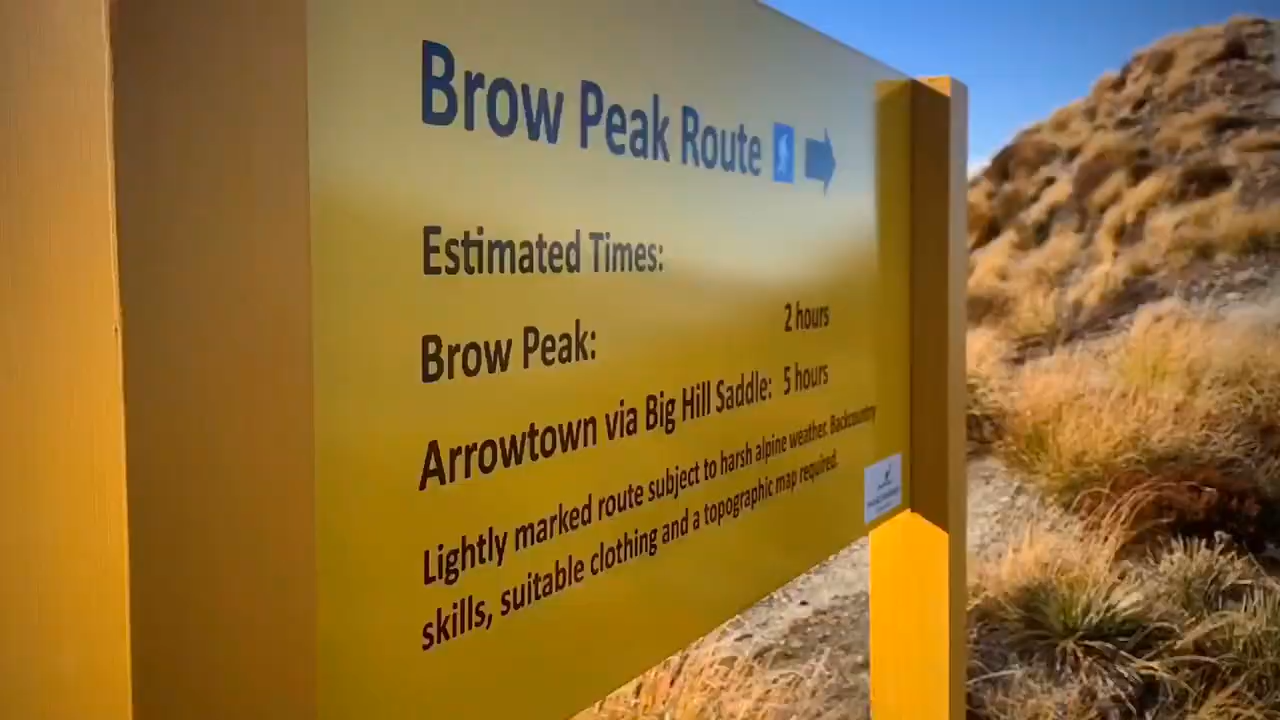 Brow Peak Route
Estimated Times:
Brow Peak: 2 hours
Arrowtown via Big Hill Saddle: 5 hours
Lightly marked route subject to harsh alpine weather. Backcountry
skills, suitable clothing and a topographic map required.